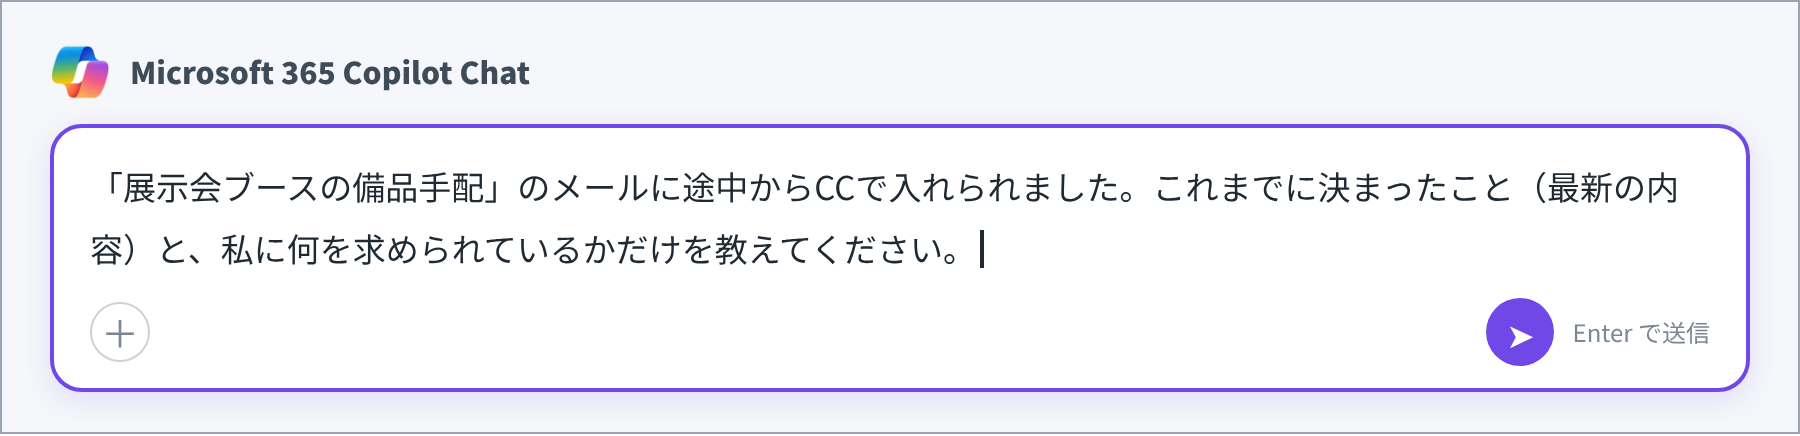 Microsoft 365 Copilot Chat
「展示会ブースの備品手配」のメールに途中からCCで入れられました。これまでに決まったこと（最新の内
容）と、私に何を求められているかだけを教えてください。
Enter で送信